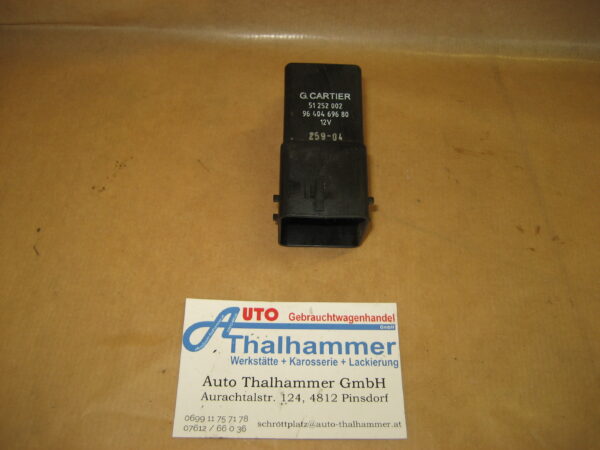 G. CARTIER
51 252 002
96 404 696 80
12V
259-04
AUTO Gebrauchtwagenhandel
GmbH
Thalhammer
Werkstätte • Karosserie • Lackierung
Auto Thalhammer GmbH
Aurachtalstr. 124, 4812 Pinsdorf
0699 11 75 71 78
07612 / 66 0 36
schrottplatz@auto-thalhammer.at